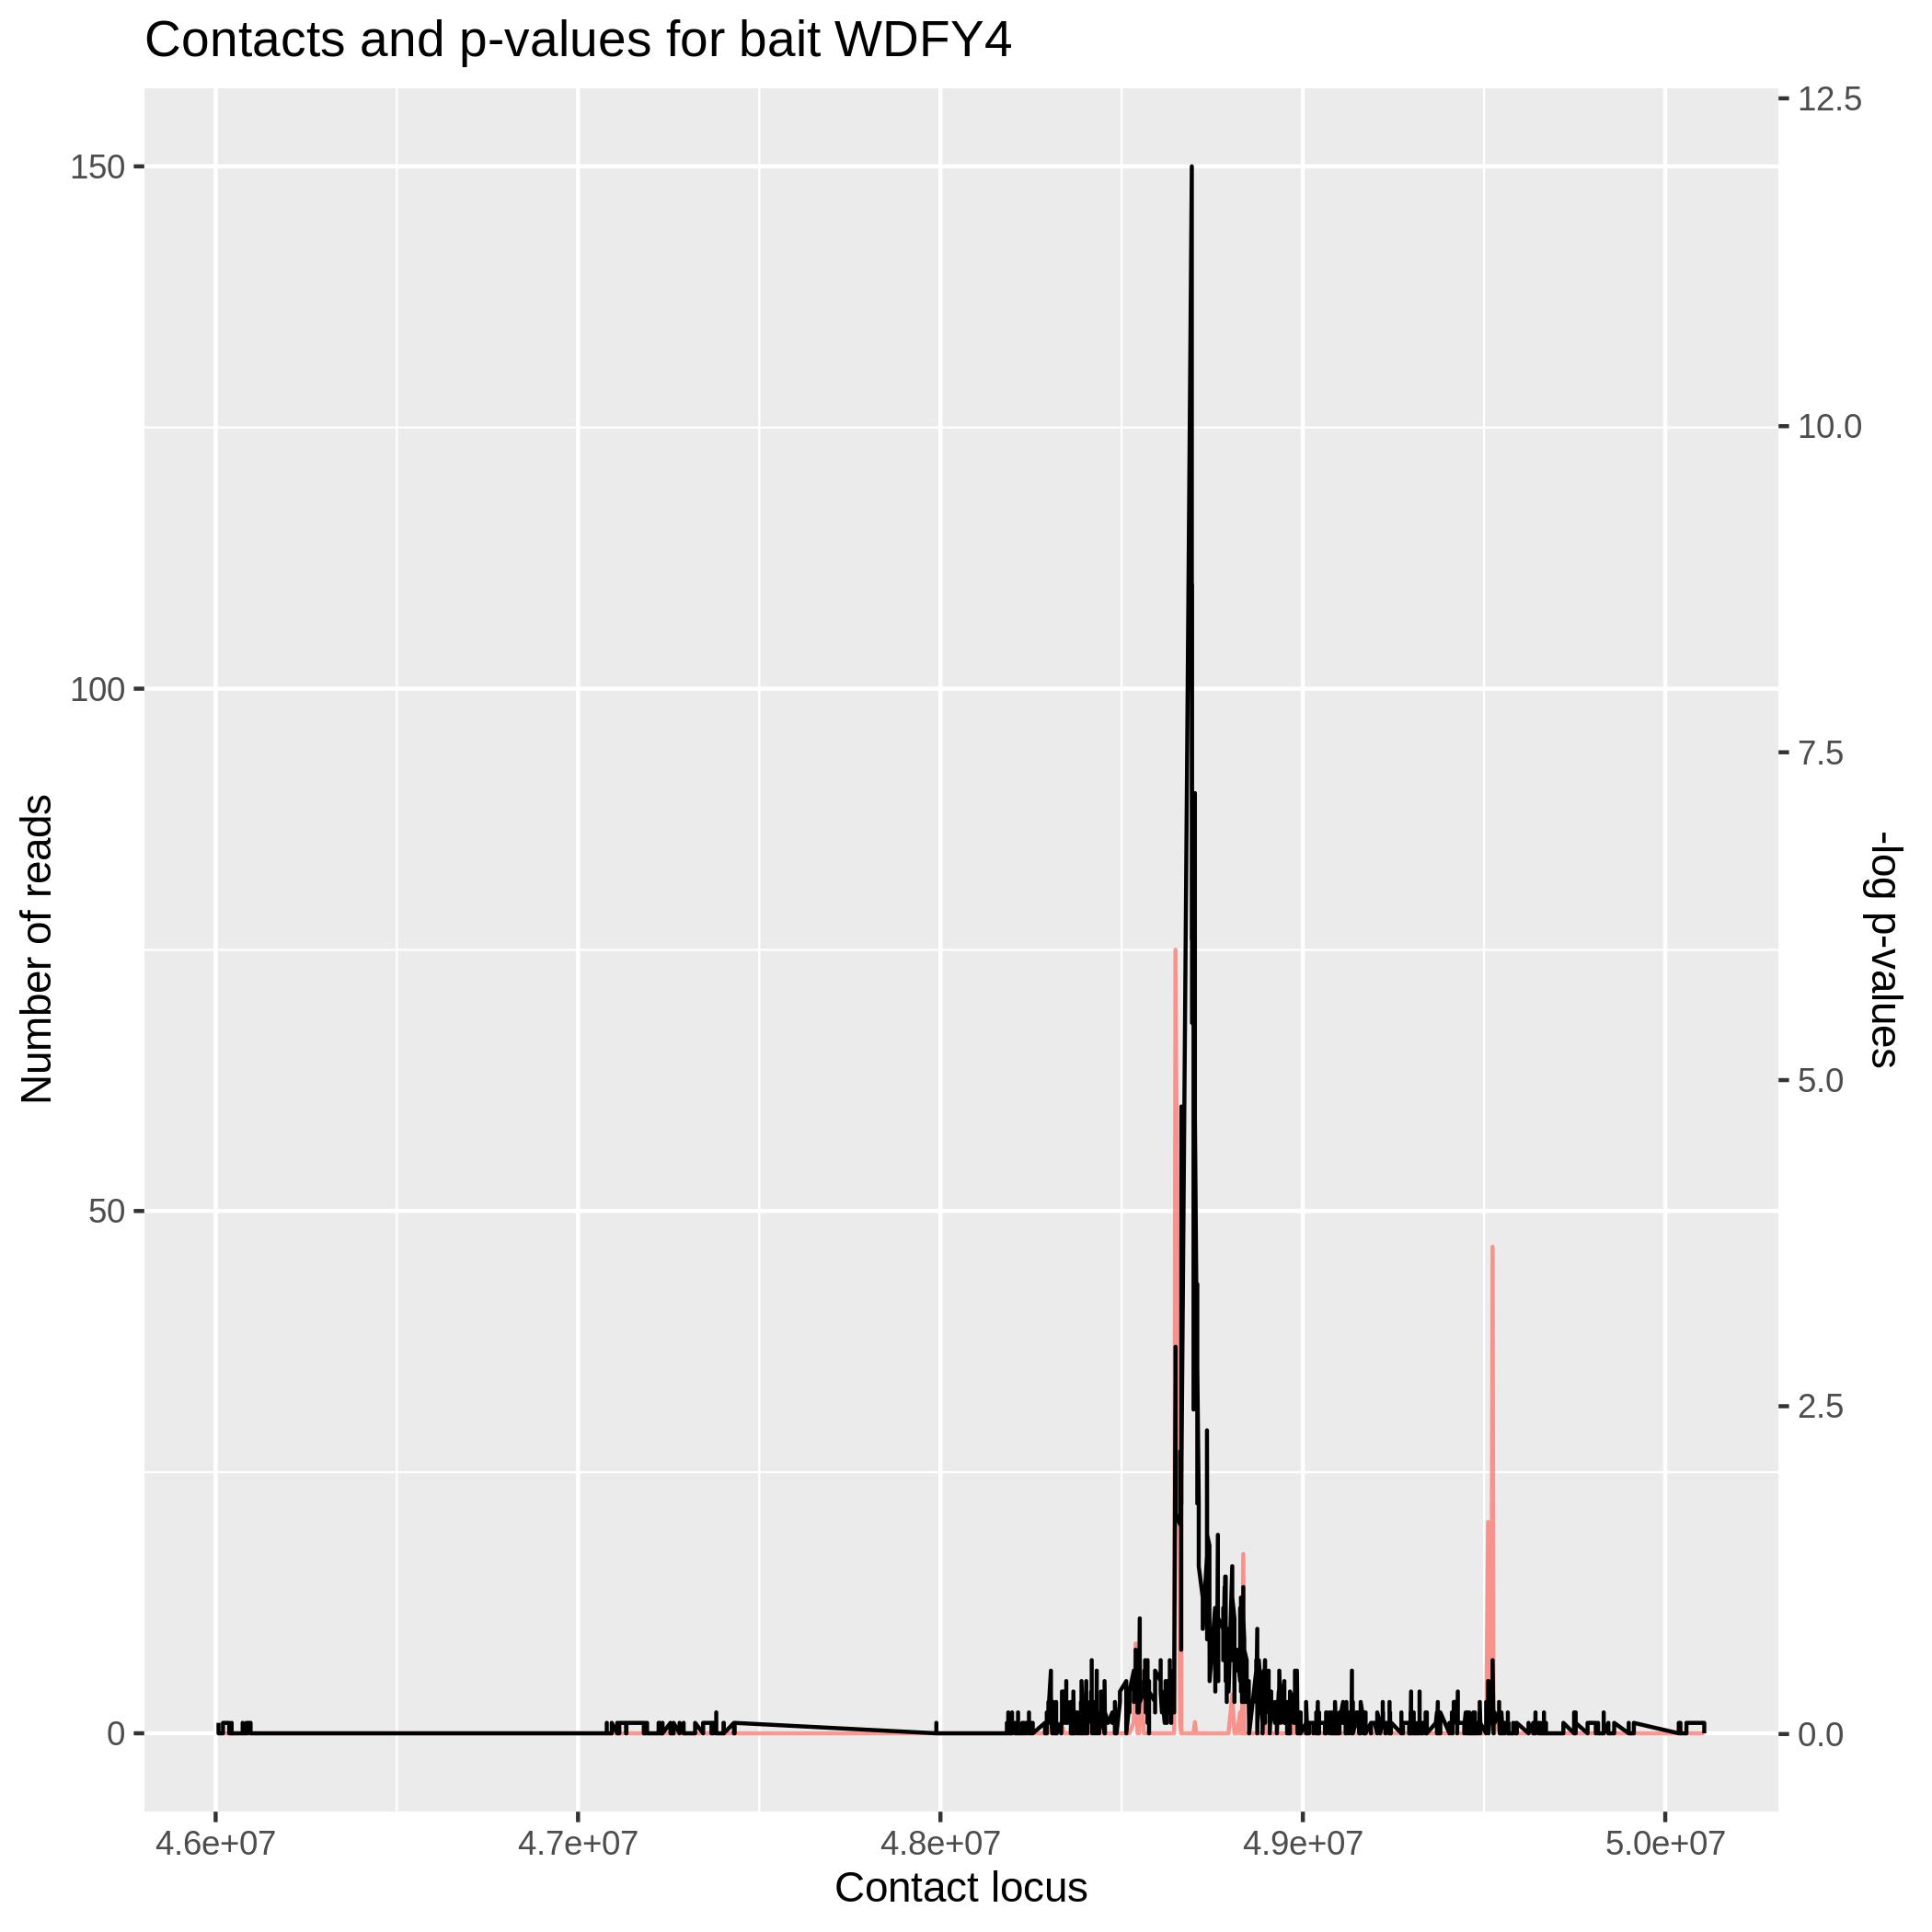 Contacts and p-values for bait WDFY4
12.5
150
10.0
100
7.5
5.0
50
2.5
0
0.0
Number of reads
-log p-values
4.6e+07
4.7e+07
4.8e+07
4.9e+07
5.0e+07
Contact locus